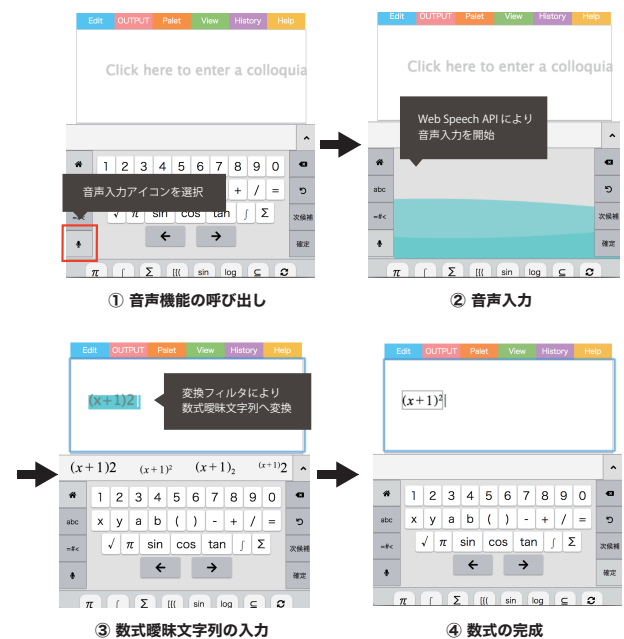 Edit OUTPUT Palet View History Help
Click here to enter a colloquia
1 2 3 4 5 6 7 8 9 0
音声入力アイコンを選択
+ / =
=#< √ π sin cos tan ∫ Σ 次候補
← → 確定
π ∫ Σ [[( sin log ⊆
① 音声機能の呼び出し
Edit OUTPUT Palet View History Help
Click here to enter a colloquia
Web Speech API により
音声入力を開始
abc
=#< 次候補
確定
π ∫ Σ [[( sin log ⊆
② 音声入力
Edit OUTPUT Palet View History Help
(x+1)2
変換フィルタにより
数式曖昧文字列へ変換
(x+1)2 (x+1)² (x+1)₂ ⁽ˣ⁺¹⁾2
1 2 3 4 5 6 7 8 9 0
abc x y a b ( ) - + / =
=#< √ π sin cos tan ∫ Σ 次候補
← → 確定
π ∫ Σ [[( sin log ⊆
③ 数式曖昧文字列の入力
Edit OUTPUT Palet View History Help
(x+1)²
1 2 3 4 5 6 7 8 9 0
abc x y a b ( ) - + / =
=#< √ π sin cos tan ∫ Σ 次候補
← → 確定
π ∫ Σ [[( sin log ⊆
④ 数式の完成